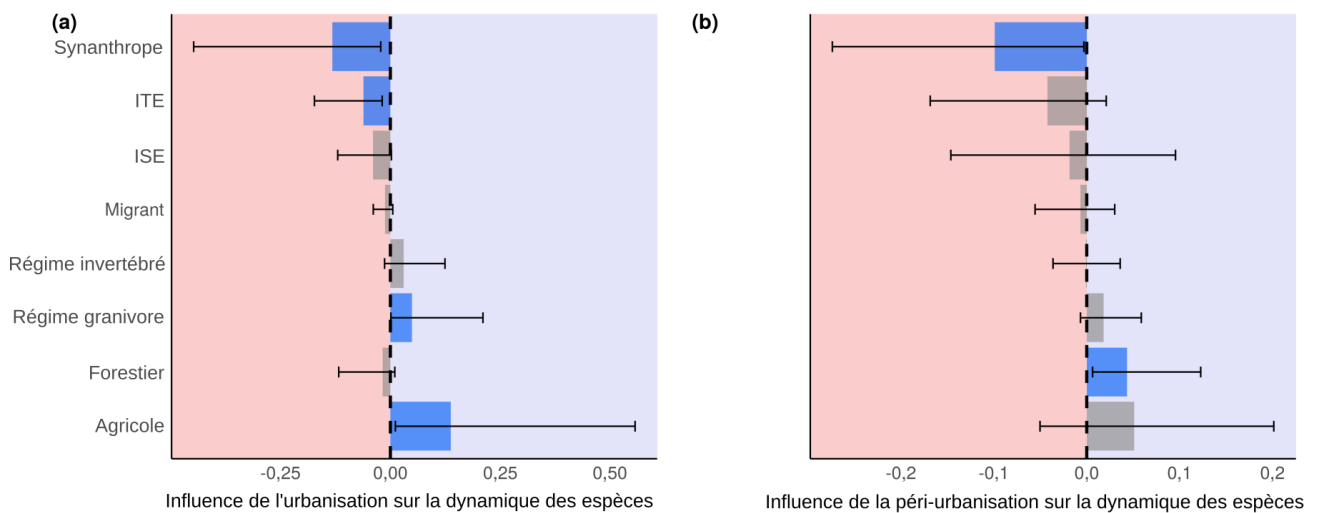 (a)
Synanthrope
ITE
ISE
Migrant
Régime invertébré
Régime granivore
Forestier
Agricole
-0,25 0,00 0,25 0,50
Influence de l'urbanisation sur la dynamique des espèces
(b)
-0,2 -0,1 0,0 0,1 0,2
Influence de la péri-urbanisation sur la dynamique des espèces